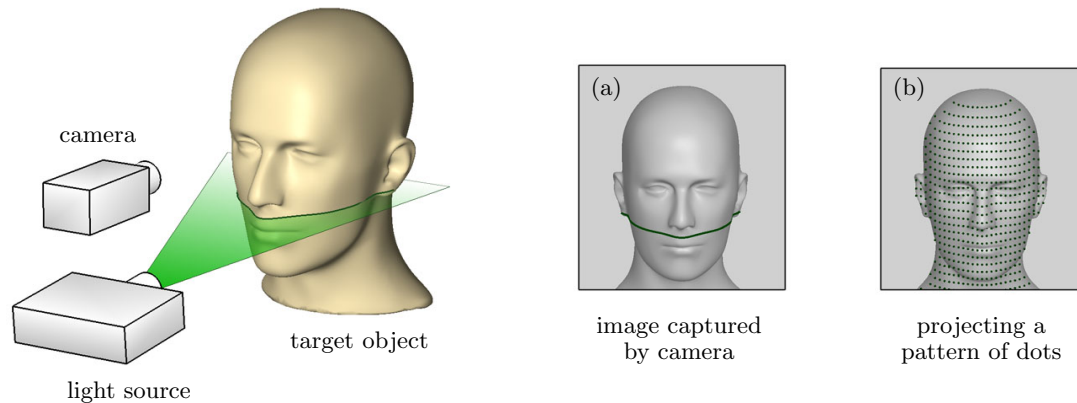 camera
light source
target object
(a)
image captured
by camera
(b)
projecting a
pattern of dots